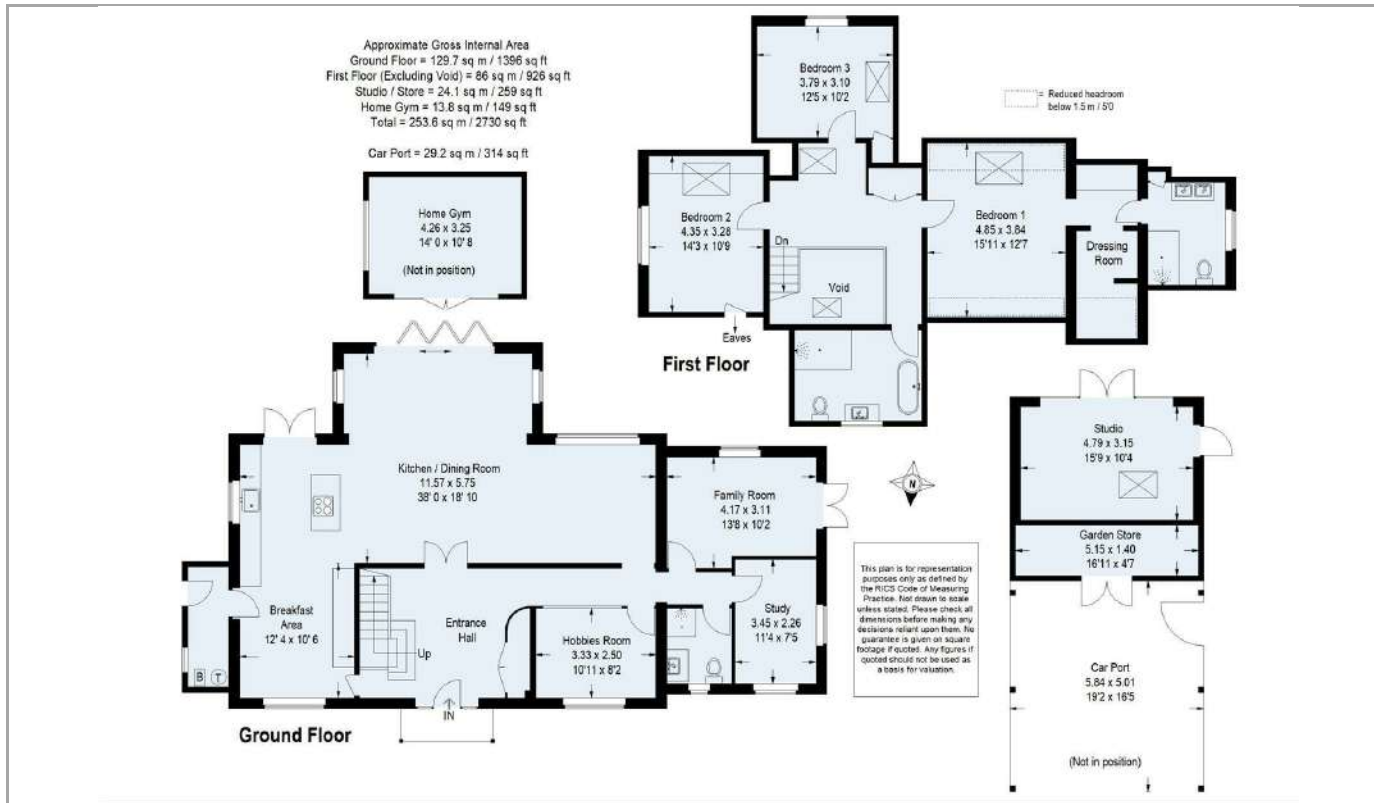 Approximate Gross Internal Area
Ground Floor = 129.7 sq m / 1396 sq ft
First Floor (Excluding Void) = 86 sq m / 926 sq ft
Studio / Store = 24.1 sq m / 259 sq ft
Home Gym = 13.8 sq m / 149 sq ft
Total = 253.6 sq m / 2730 sq ft
Car Port = 29.2 sq m / 314 sq ft
Home Gym
4.26 x 3.25
14' 0 x 10' 8
(Not in position)
Bedroom 3
3.79 x 3.10
12'5 x 10'2
= Reduced headroom
below 1.5 m / 5'0
Bedroom 2
4.35 x 3.28
14'3 x 10'9
Dn
Void
Eaves
Bedroom 1
4.85 x 3.84
15'11 x 12'7
Dressing
Room
First Floor
Kitchen / Dining Room
11.57 x 5.75
38' 0 x 18' 10
Breakfast
Area
12' 4 x 10' 6
B
T
Up
Entrance
Hall
IN
Hobbies Room
3.33 x 2.50
10'11 x 8'2
Family Room
4.17 x 3.11
13'8 x 10'2
Study
3.45 x 2.26
11'4 x 7'5
Ground Floor
N
This plan is for representation
purposes only as defined by
the RICS Code of Measuring
Practice. Not drawn to scale
unless stated. Please check all
dimensions before making any
decisions reliant upon them. No
guarantee is given on square
footage if quoted. Any figures if
quoted should not be used as
a basis for valuation.
Studio
4.79 x 3.15
15'9 x 10'4
Garden Store
5.15 x 1.40
16'11 x 4'7
Car Port
5.84 x 5.01
19'2 x 16'5
(Not in position)